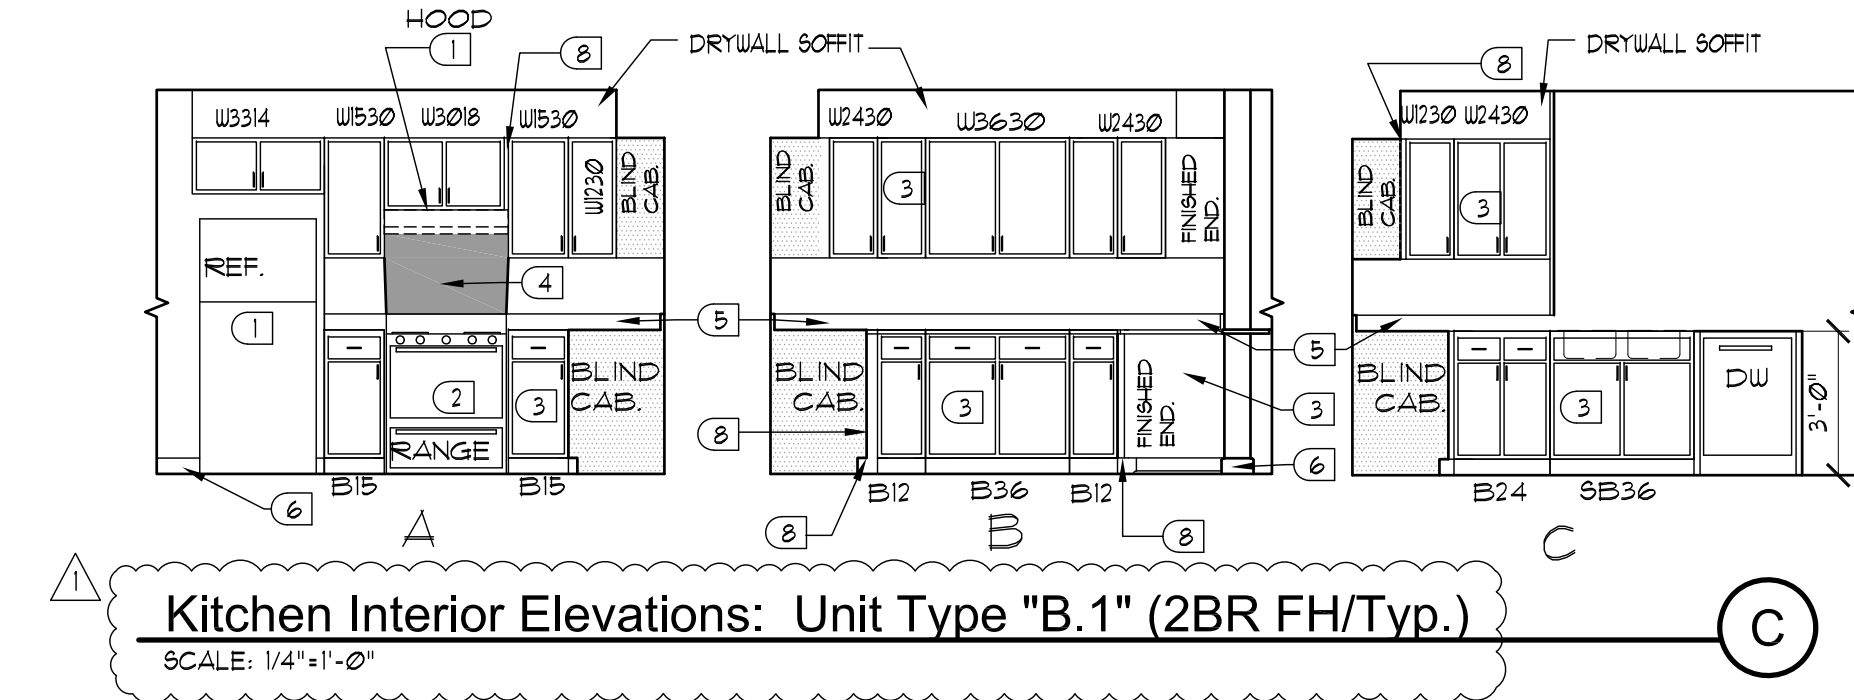 HOOD
1
8
DRYWALL SOFFIT
W3314
W1530
W3018
W1530
W1230
BLIND
CAB.
REF.
1
4
5
2
3
RANGE
BLIND
CAB.
B15
B15
6
A
W2430
W3630
W2430
BLIND
CAB.
3
FINISHED
END.
5
BLIND
CAB.
3
FINISHED
END.
3
8
6
B12
B36
B12
8
8
B
8
DRYWALL SOFFIT
W1230
W2430
BLIND
CAB.
3
BLIND
CAB.
3
DW
3'-0"
B24
SB36
C
1
Kitchen Interior Elevations: Unit Type "B.1" (2BR FH/Typ.)
SCALE: 1/4"=1'-0"
C